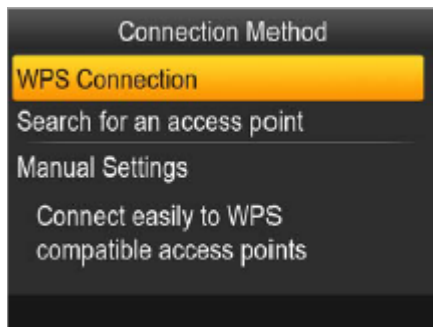 Connection Method
WPS Connection
Search for an access point
Manual Settings
Connect easily to WPS
compatible access points